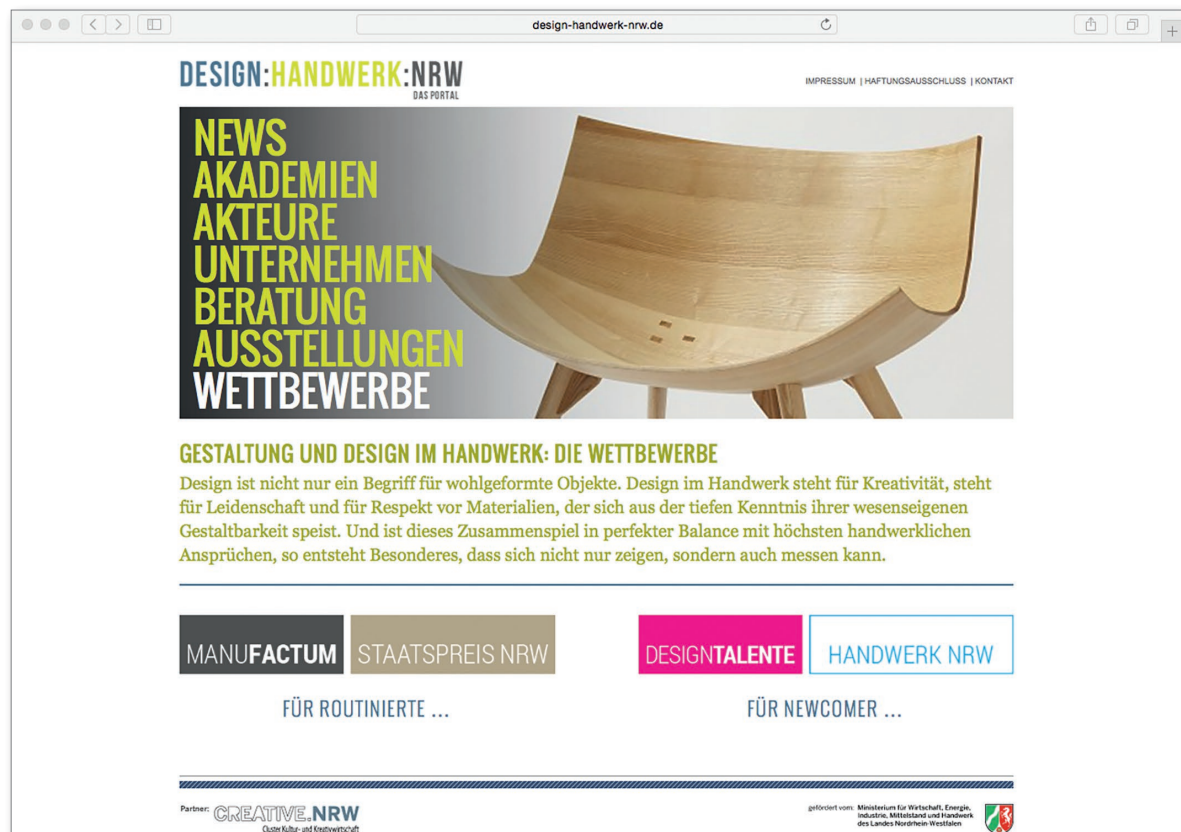 design-handwerk-nrw.de
DESIGN:HANDWERK:NRW
DAS PORTAL
IMPRESSUM | HAFTUNGSAUSSCHLUSS | KONTAKT
NEWS
AKADEMIEN
AKTEURE
UNTERNEHMEN
BERATUNG
AUSSTELLUNGEN
WETTBEWERBE
GESTALTUNG UND DESIGN IM HANDWERK: DIE WETTBEWERBE
Design ist nicht nur ein Begriff für wohlgeformte Objekte. Design im Handwerk steht für Kreativität, steht
für Leidenschaft und für Respekt vor Materialien, der sich aus der tiefen Kenntnis ihrer wesenseigenen
Gestaltbarkeit speist. Und ist dieses Zusammenspiel in perfekter Balance mit höchsten handwerklichen
Ansprüchen, so entsteht Besonderes, dass sich nicht nur zeigen, sondern auch messen kann.
MANUFACTUM STAATSPREIS NRW
DESIGNTALENTE HANDWERK NRW
FÜR ROUTINIERTE ...
FÜR NEWCOMER ...
Partner: CREATIVE.NRW
Cluster Kultur- und Kreativwirtschaft
gefördert vom: Ministerium für Wirtschaft, Energie,
Industrie, Mittelstand und Handwerk
des Landes Nordrhein-Westfalen